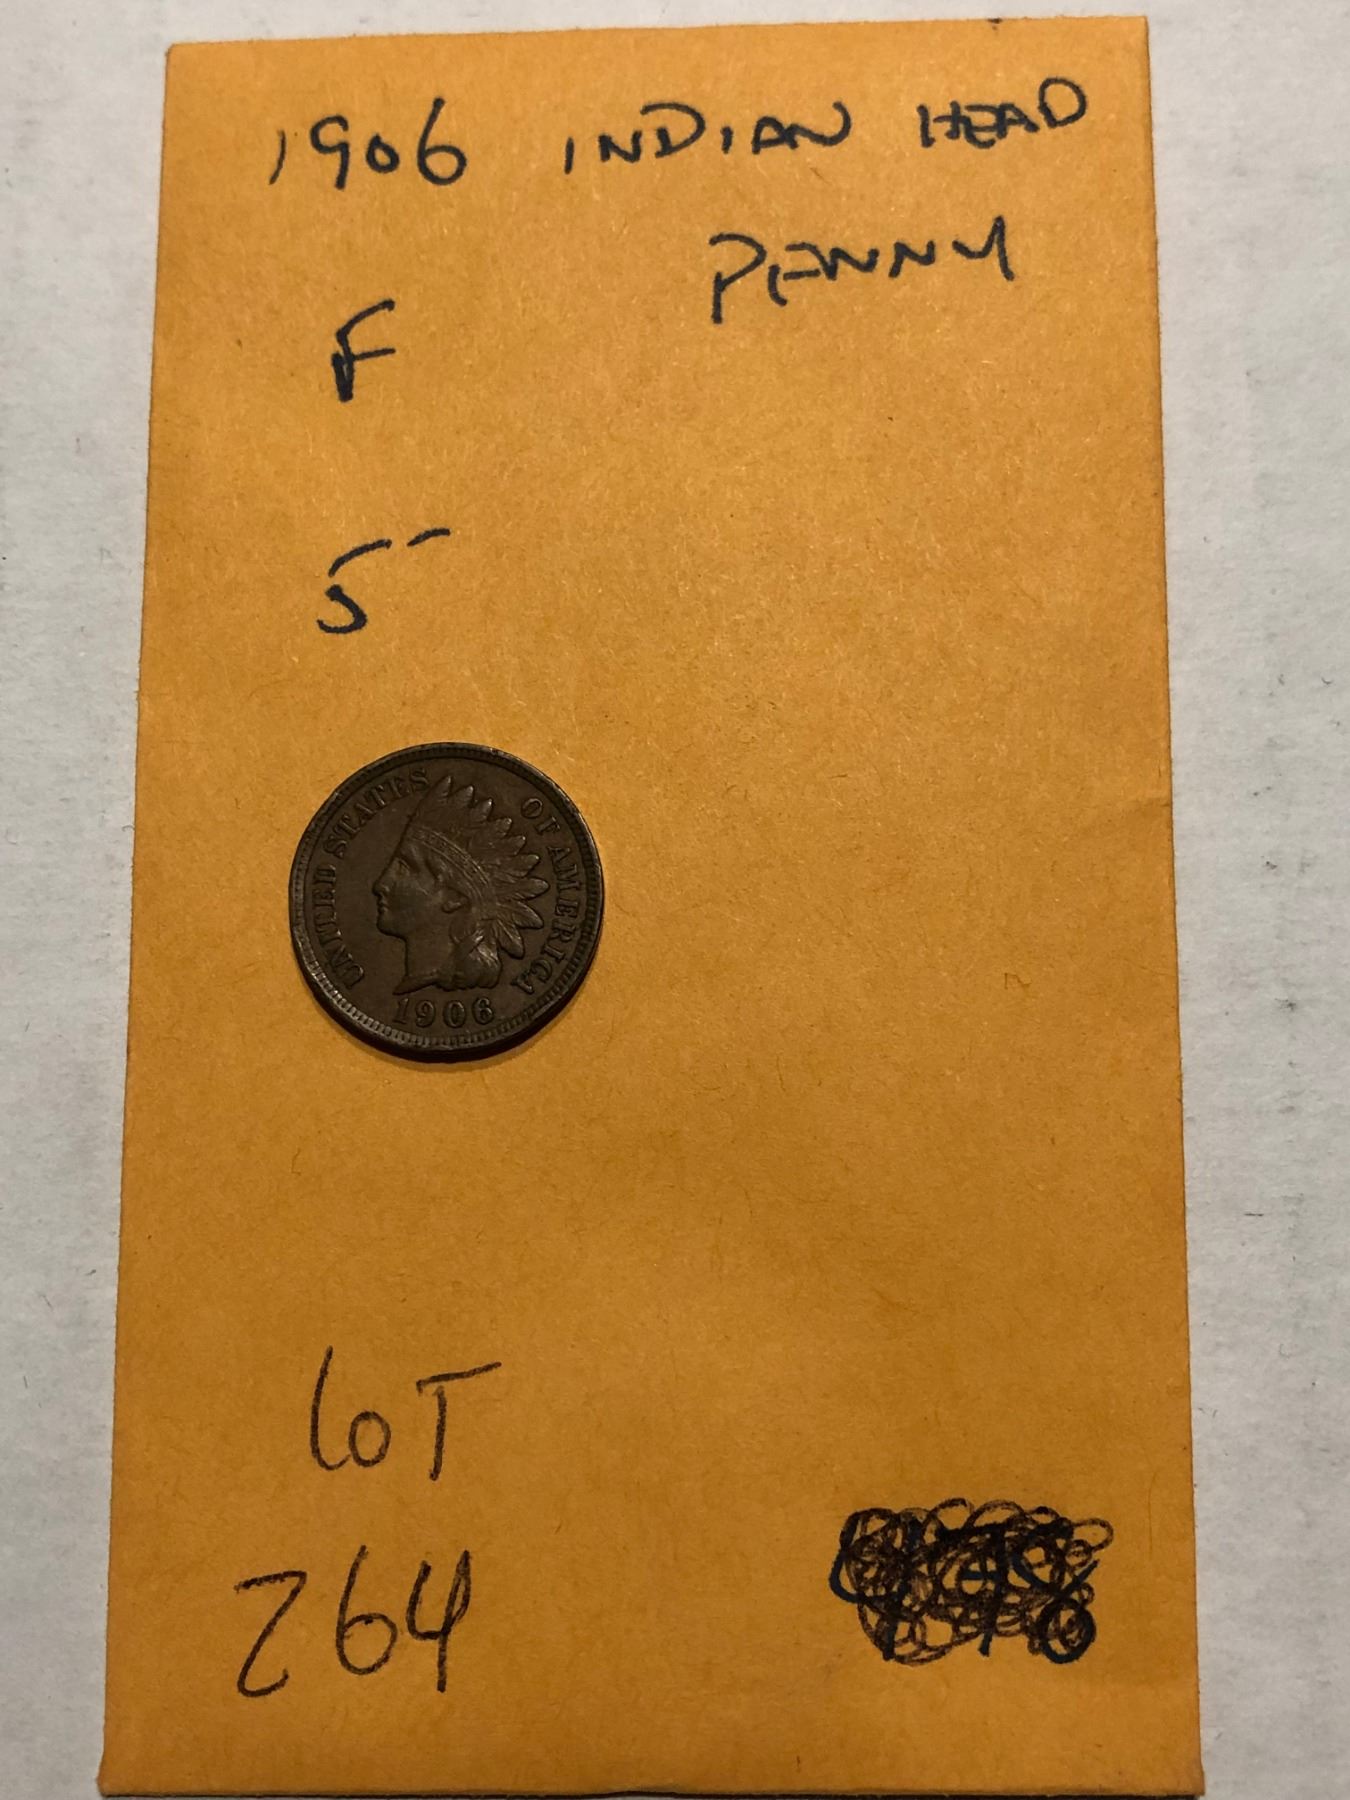 1906 INDIAN HEAD
PENNY
F
5-
UNITED STATES OF AMERICA
1906
LOT
264